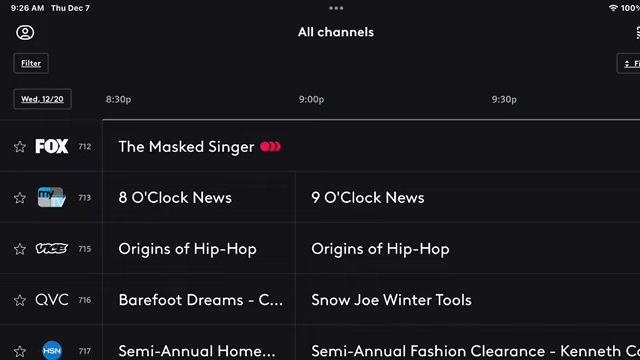 9:26 AM Thu Dec 7
100%
All channels
Filter
Wed, 12/20 8:30p 9:00p 9:30p
FOX 712 The Masked Singer
my tv 713 8 O'Clock News 9 O'Clock News
VICE 715 Origins of Hip-Hop Origins of Hip-Hop
QVC 716 Barefoot Dreams - C... Snow Joe Winter Tools
HSN 717 Semi-Annual Home... Semi-Annual Fashion Clearance - Kenneth